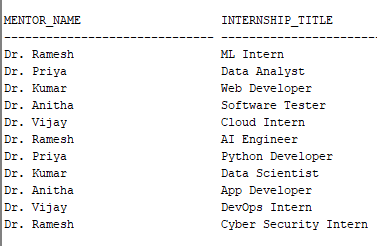 MENTOR_NAME INTERNSHIP_TITLE
------------------------------ --------------------
Dr. Ramesh ML Intern
Dr. Priya Data Analyst
Dr. Kumar Web Developer
Dr. Anitha Software Tester
Dr. Vijay Cloud Intern
Dr. Ramesh AI Engineer
Dr. Priya Python Developer
Dr. Kumar Data Scientist
Dr. Anitha App Developer
Dr. Vijay DevOps Intern
Dr. Ramesh Cyber Security Intern